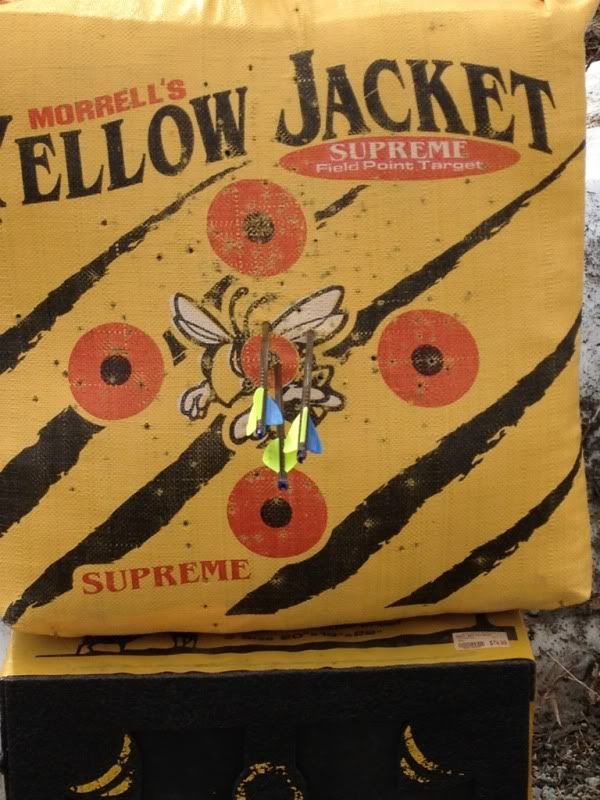 MORRELL'S
YELLOW JACKET
SUPREME
Field Point Target
SUPREME